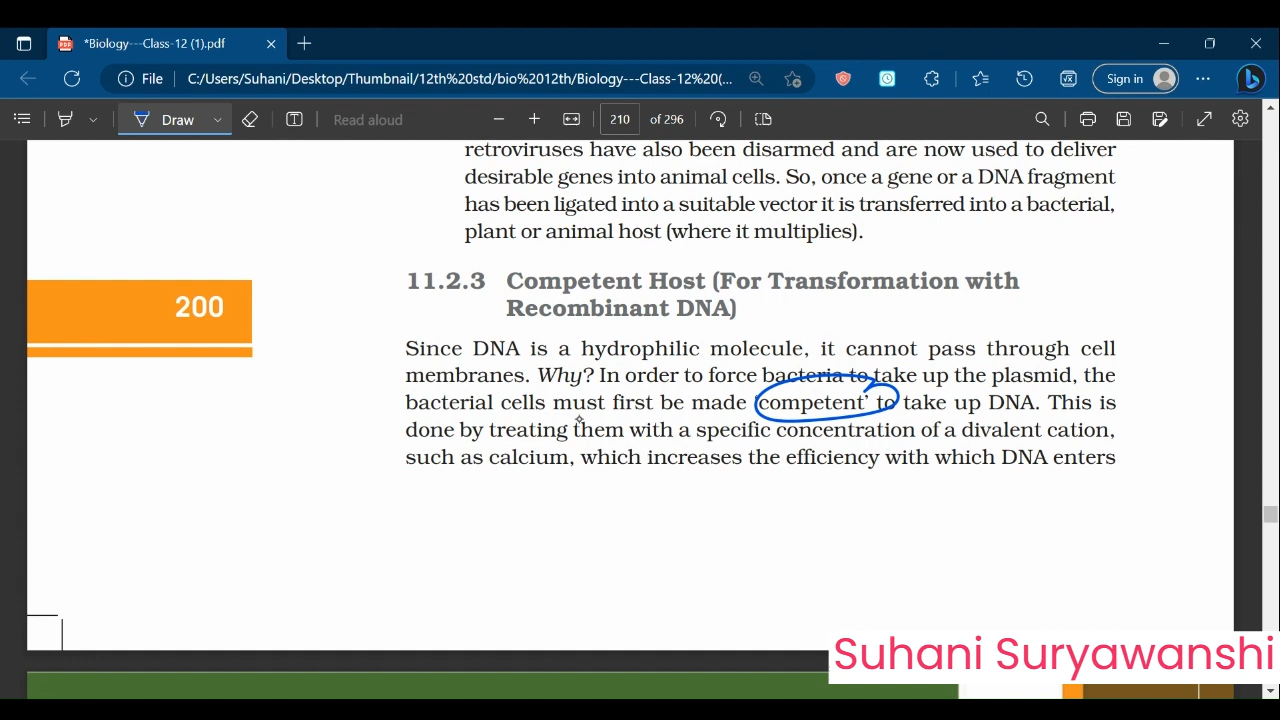 *Biology---Class-12 (1).pdf
File C:/Users/Suhani/Desktop/Thumbnail/12th%20std/bio%2012th/Biology---Class-12%20(... Sign in
Draw Read aloud 210 of 296
retroviruses have also been disarmed and are now used to deliver
desirable genes into animal cells. So, once a gene or a DNA fragment
has been ligated into a suitable vector it is transferred into a bacterial,
plant or animal host (where it multiplies).
200
11.2.3 Competent Host (For Transformation with
Recombinant DNA)
Since DNA is a hydrophilic molecule, it cannot pass through cell
membranes. Why? In order to force bacteria to take up the plasmid, the
bacterial cells must first be made ‘competent’ to take up DNA. This is
done by treating them with a specific concentration of a divalent cation,
such as calcium, which increases the efficiency with which DNA enters
Suhani Suryawanshi